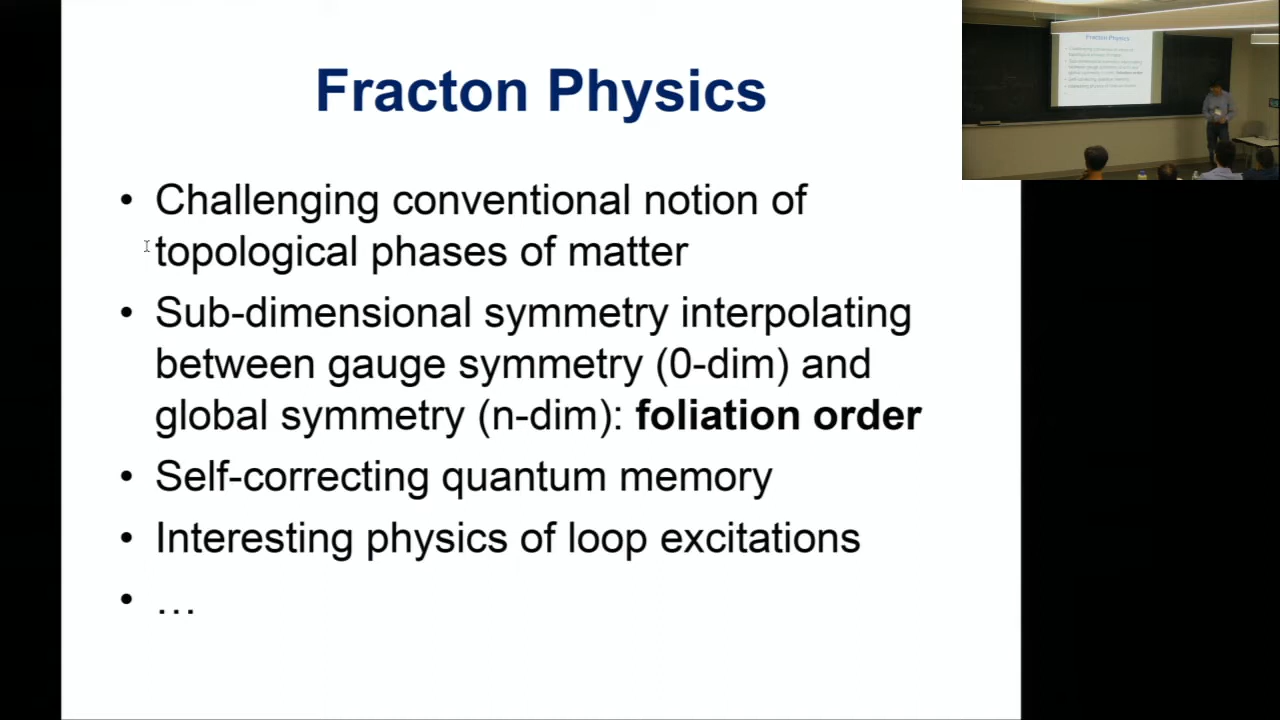 Fracton Physics
• Challenging conventional notion of
topological phases of matter
• Sub-dimensional symmetry interpolating
between gauge symmetry (0-dim) and
global symmetry (n-dim): foliation order
• Self-correcting quantum memory
• Interesting physics of loop excitations
• …